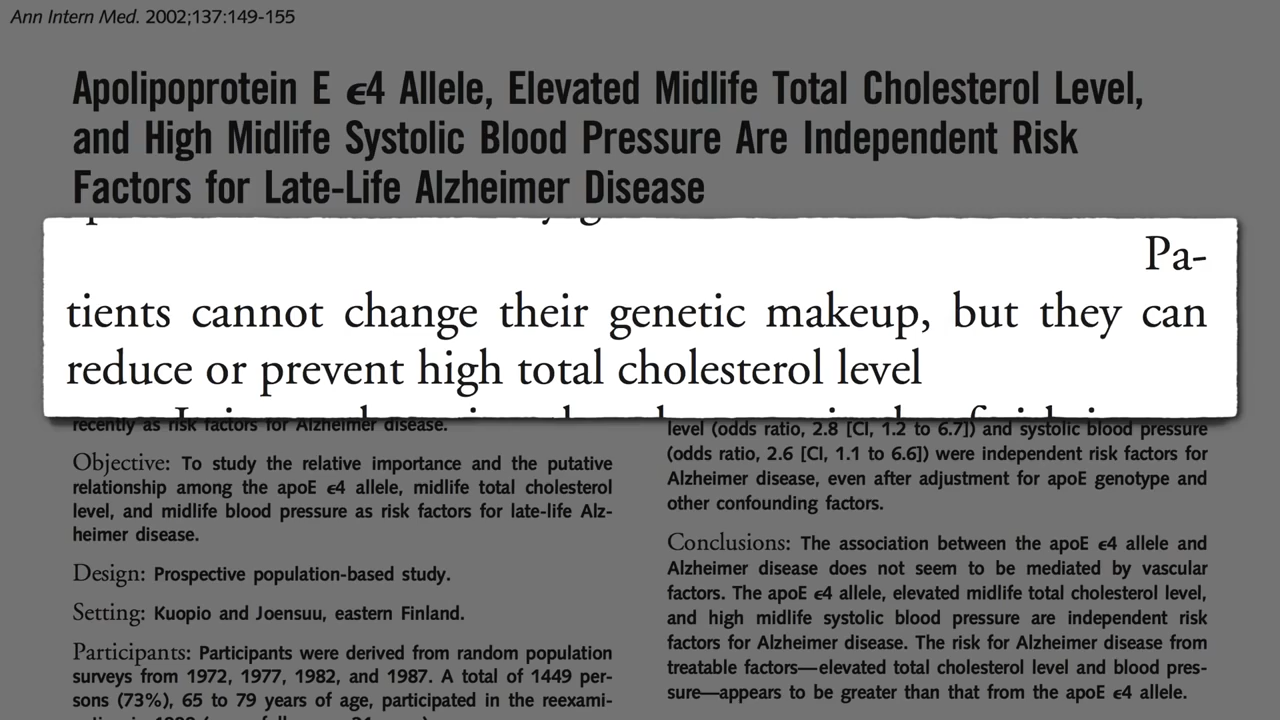 Ann Intern Med. 2002;137:149-155
Apolipoprotein E ϵ4 Allele, Elevated Midlife Total Cholesterol Level,
and High Midlife Systolic Blood Pressure Are Independent Risk
Factors for Late-Life Alzheimer Disease
Pa-
tients cannot change their genetic makeup, but they can
reduce or prevent high total cholesterol level
recently as risk factors for Alzheimer disease.
Objective: To study the relative importance and the putative
relationship among the apoE ϵ4 allele, midlife total cholesterol
level, and midlife blood pressure as risk factors for late-life Alz-
heimer disease.
Design: Prospective population-based study.
Setting: Kuopio and Joensuu, eastern Finland.
Participants: Participants were derived from random population
surveys from 1972, 1977, 1982, and 1987. A total of 1449 per-
sons (73%), 65 to 79 years of age, participated in the reexami-
level (odds ratio, 2.8 [CI, 1.2 to 6.7]) and systolic blood pressure
(odds ratio, 2.6 [CI, 1.1 to 6.6]) were independent risk factors for
Alzheimer disease, even after adjustment for apoE genotype and
other confounding factors.
Conclusions: The association between the apoE ϵ4 allele and
Alzheimer disease does not seem to be mediated by vascular
factors. The apoE ϵ4 allele, elevated midlife total cholesterol level,
and high midlife systolic blood pressure are independent risk
factors for Alzheimer disease. The risk for Alzheimer disease from
treatable factors—elevated total cholesterol level and blood pres-
sure—appears to be greater than that from the apoE ϵ4 allele.